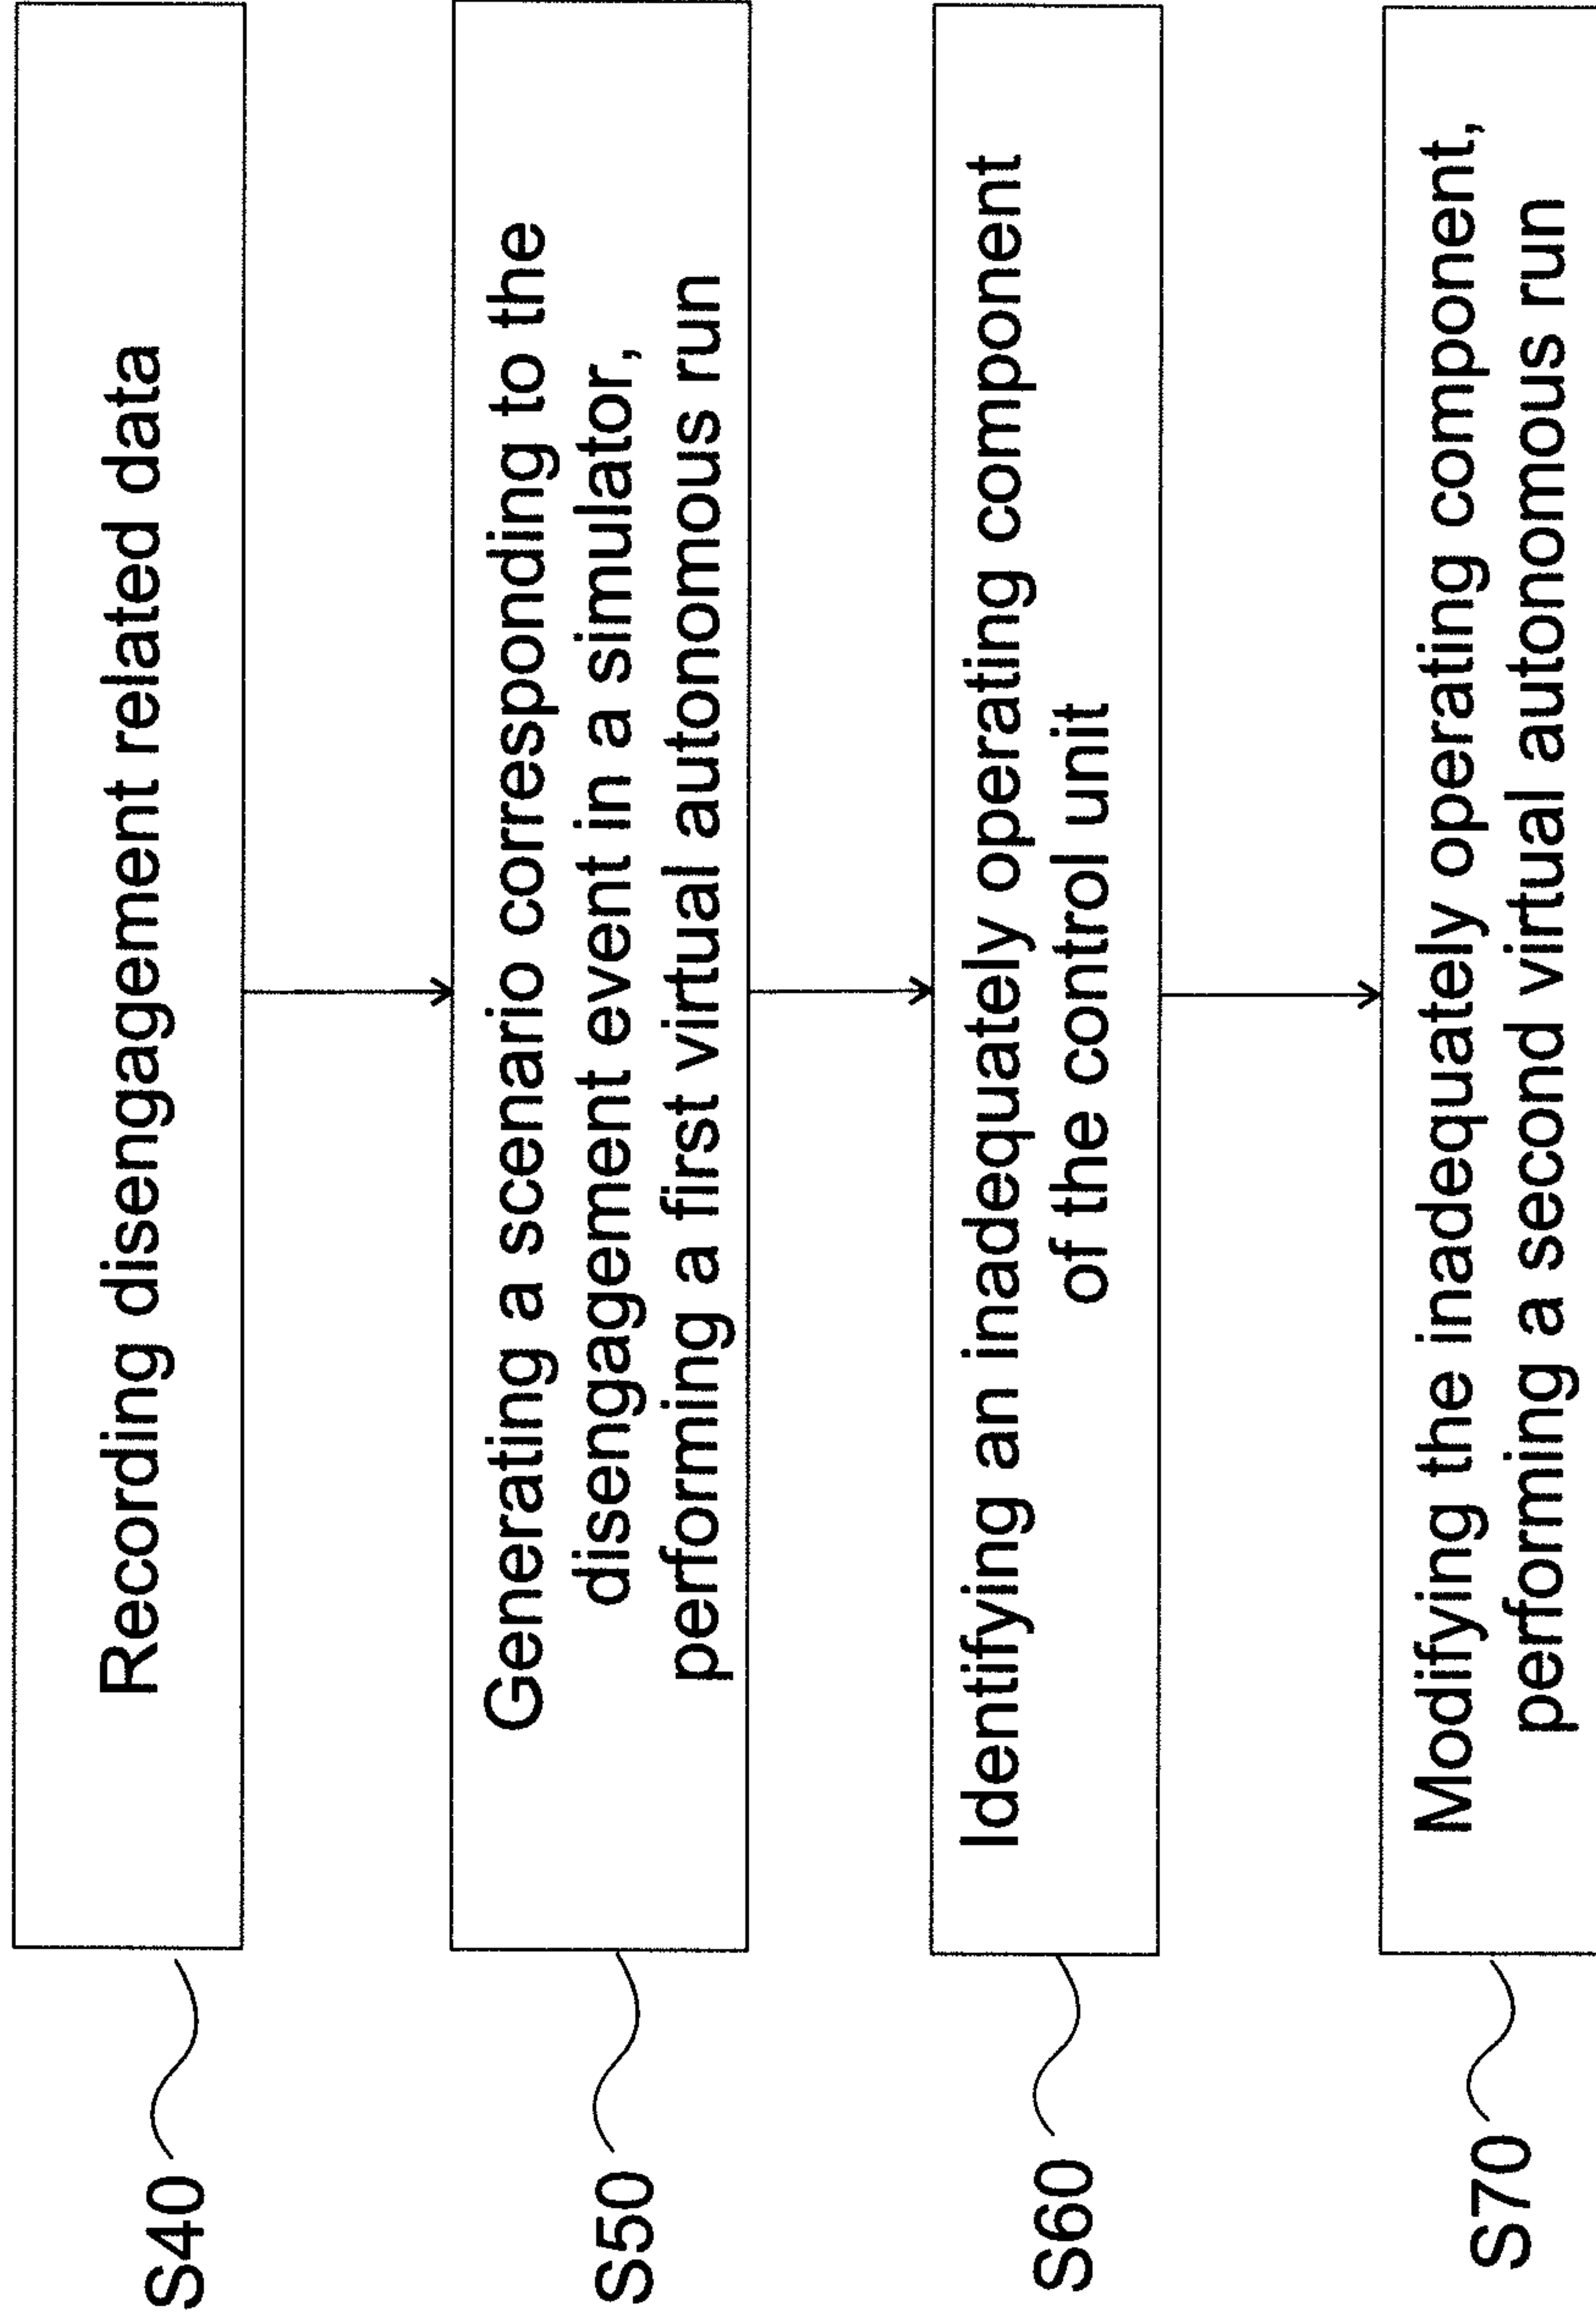 S40
Recording disengagement related data
S50
Generating a scenario corresponding to the
disengagement event in a simulator,
performing a first virtual autonomous run
S60
Identifying an inadequately operating component
of the control unit
S70
Modifying the inadequately operating component,
performing a second virtual autonomous run